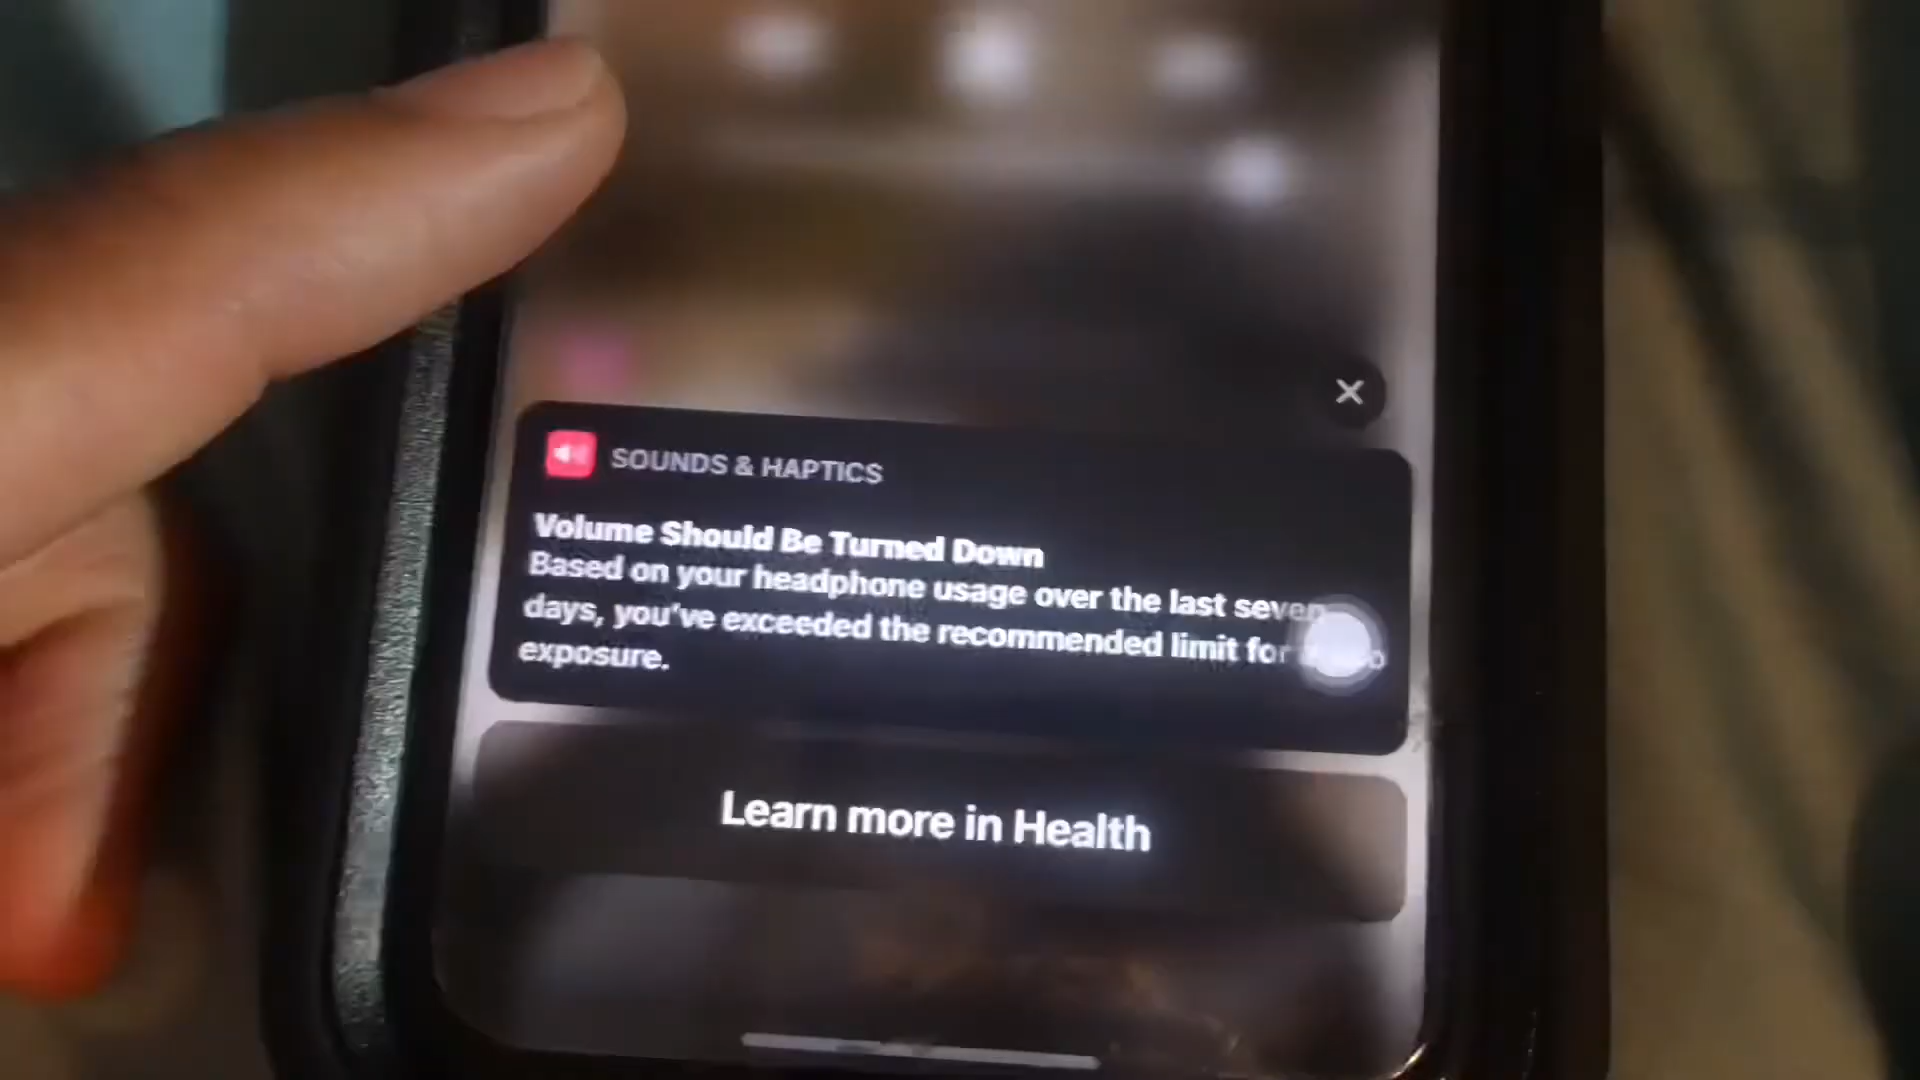 SOUNDS & HAPTICS
Volume Should Be Turned Down
Based on your headphone usage over the last seven
days, you've exceeded the recommended limit for
exposure.
Learn more in Health